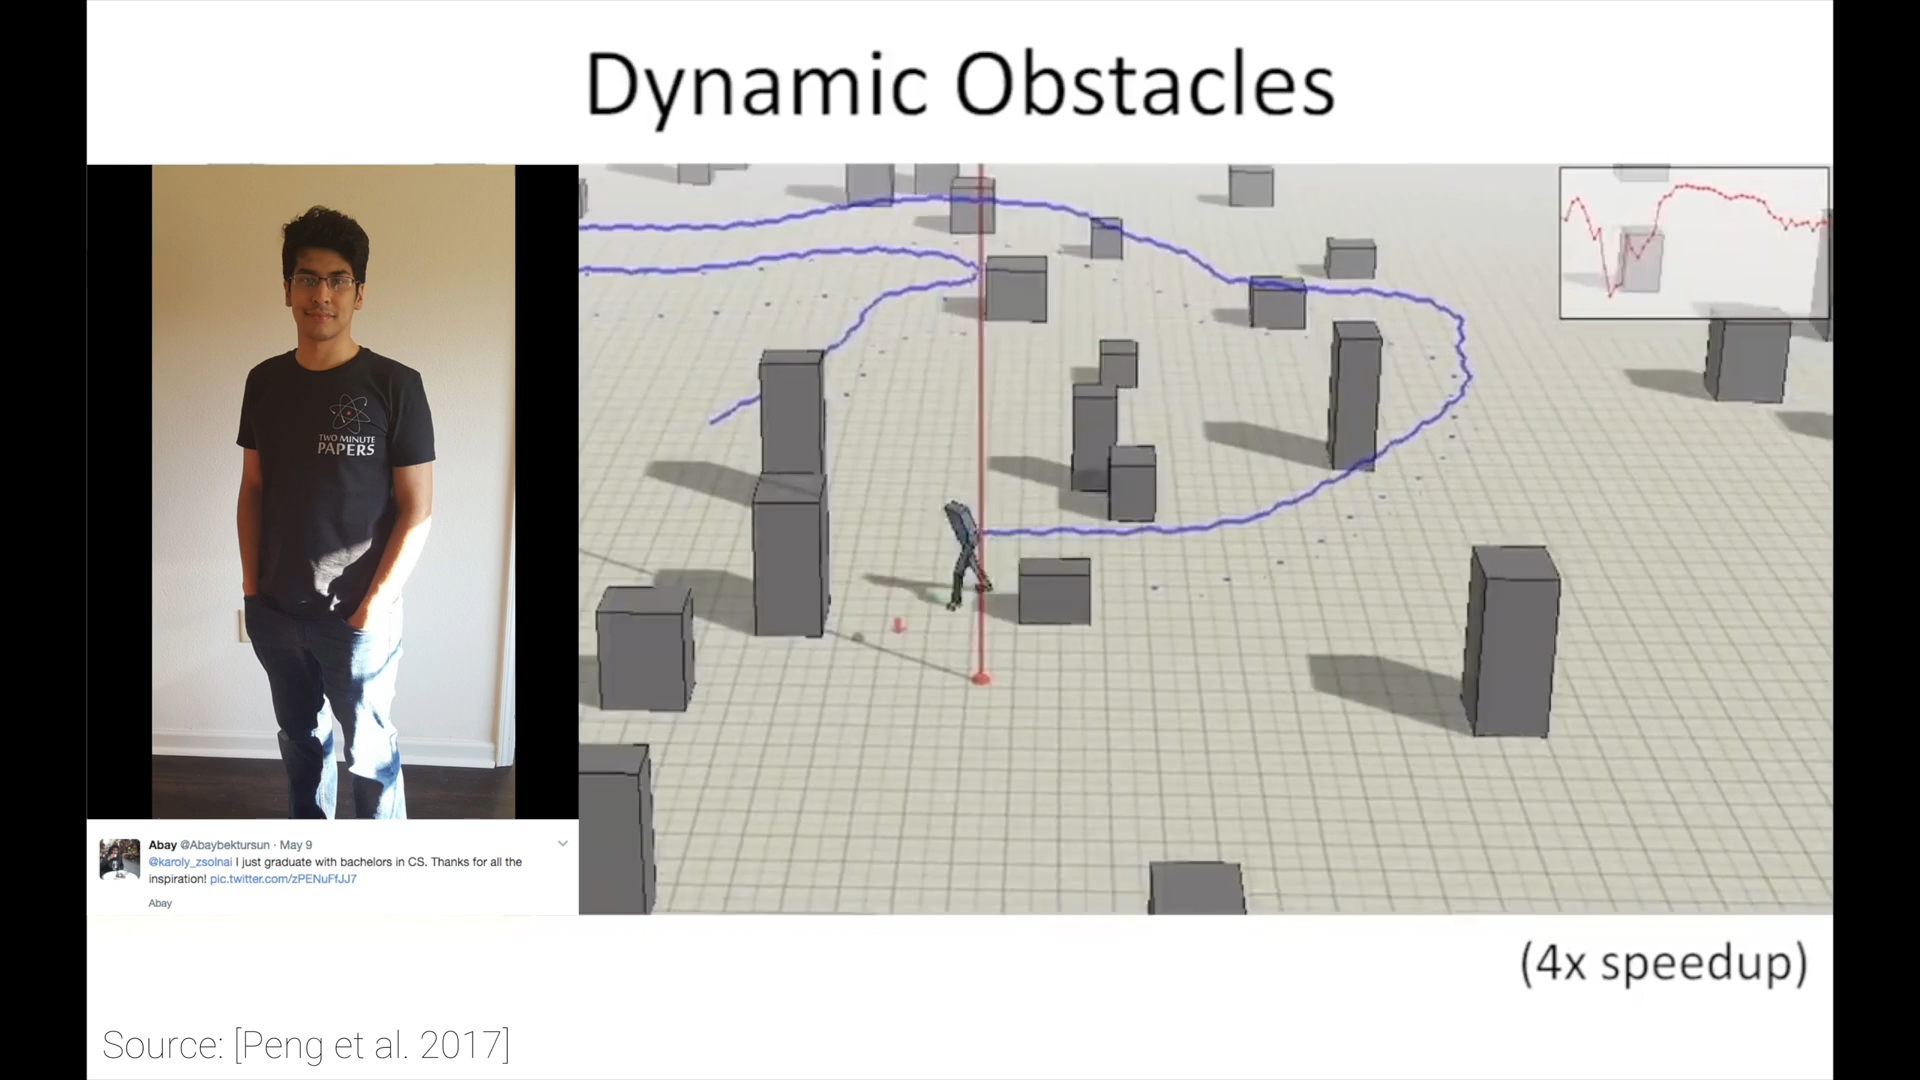 Dynamic Obstacles
TWO MINUTE
PAPERS
Abay @Abaybektursun · May 9
@karoly_zsolnai I just graduate with bachelors in CS. Thanks for all the
inspiration! pic.twitter.com/zPENuFfJJ7
Abay
(4x speedup)
Source: [Peng et al. 2017]